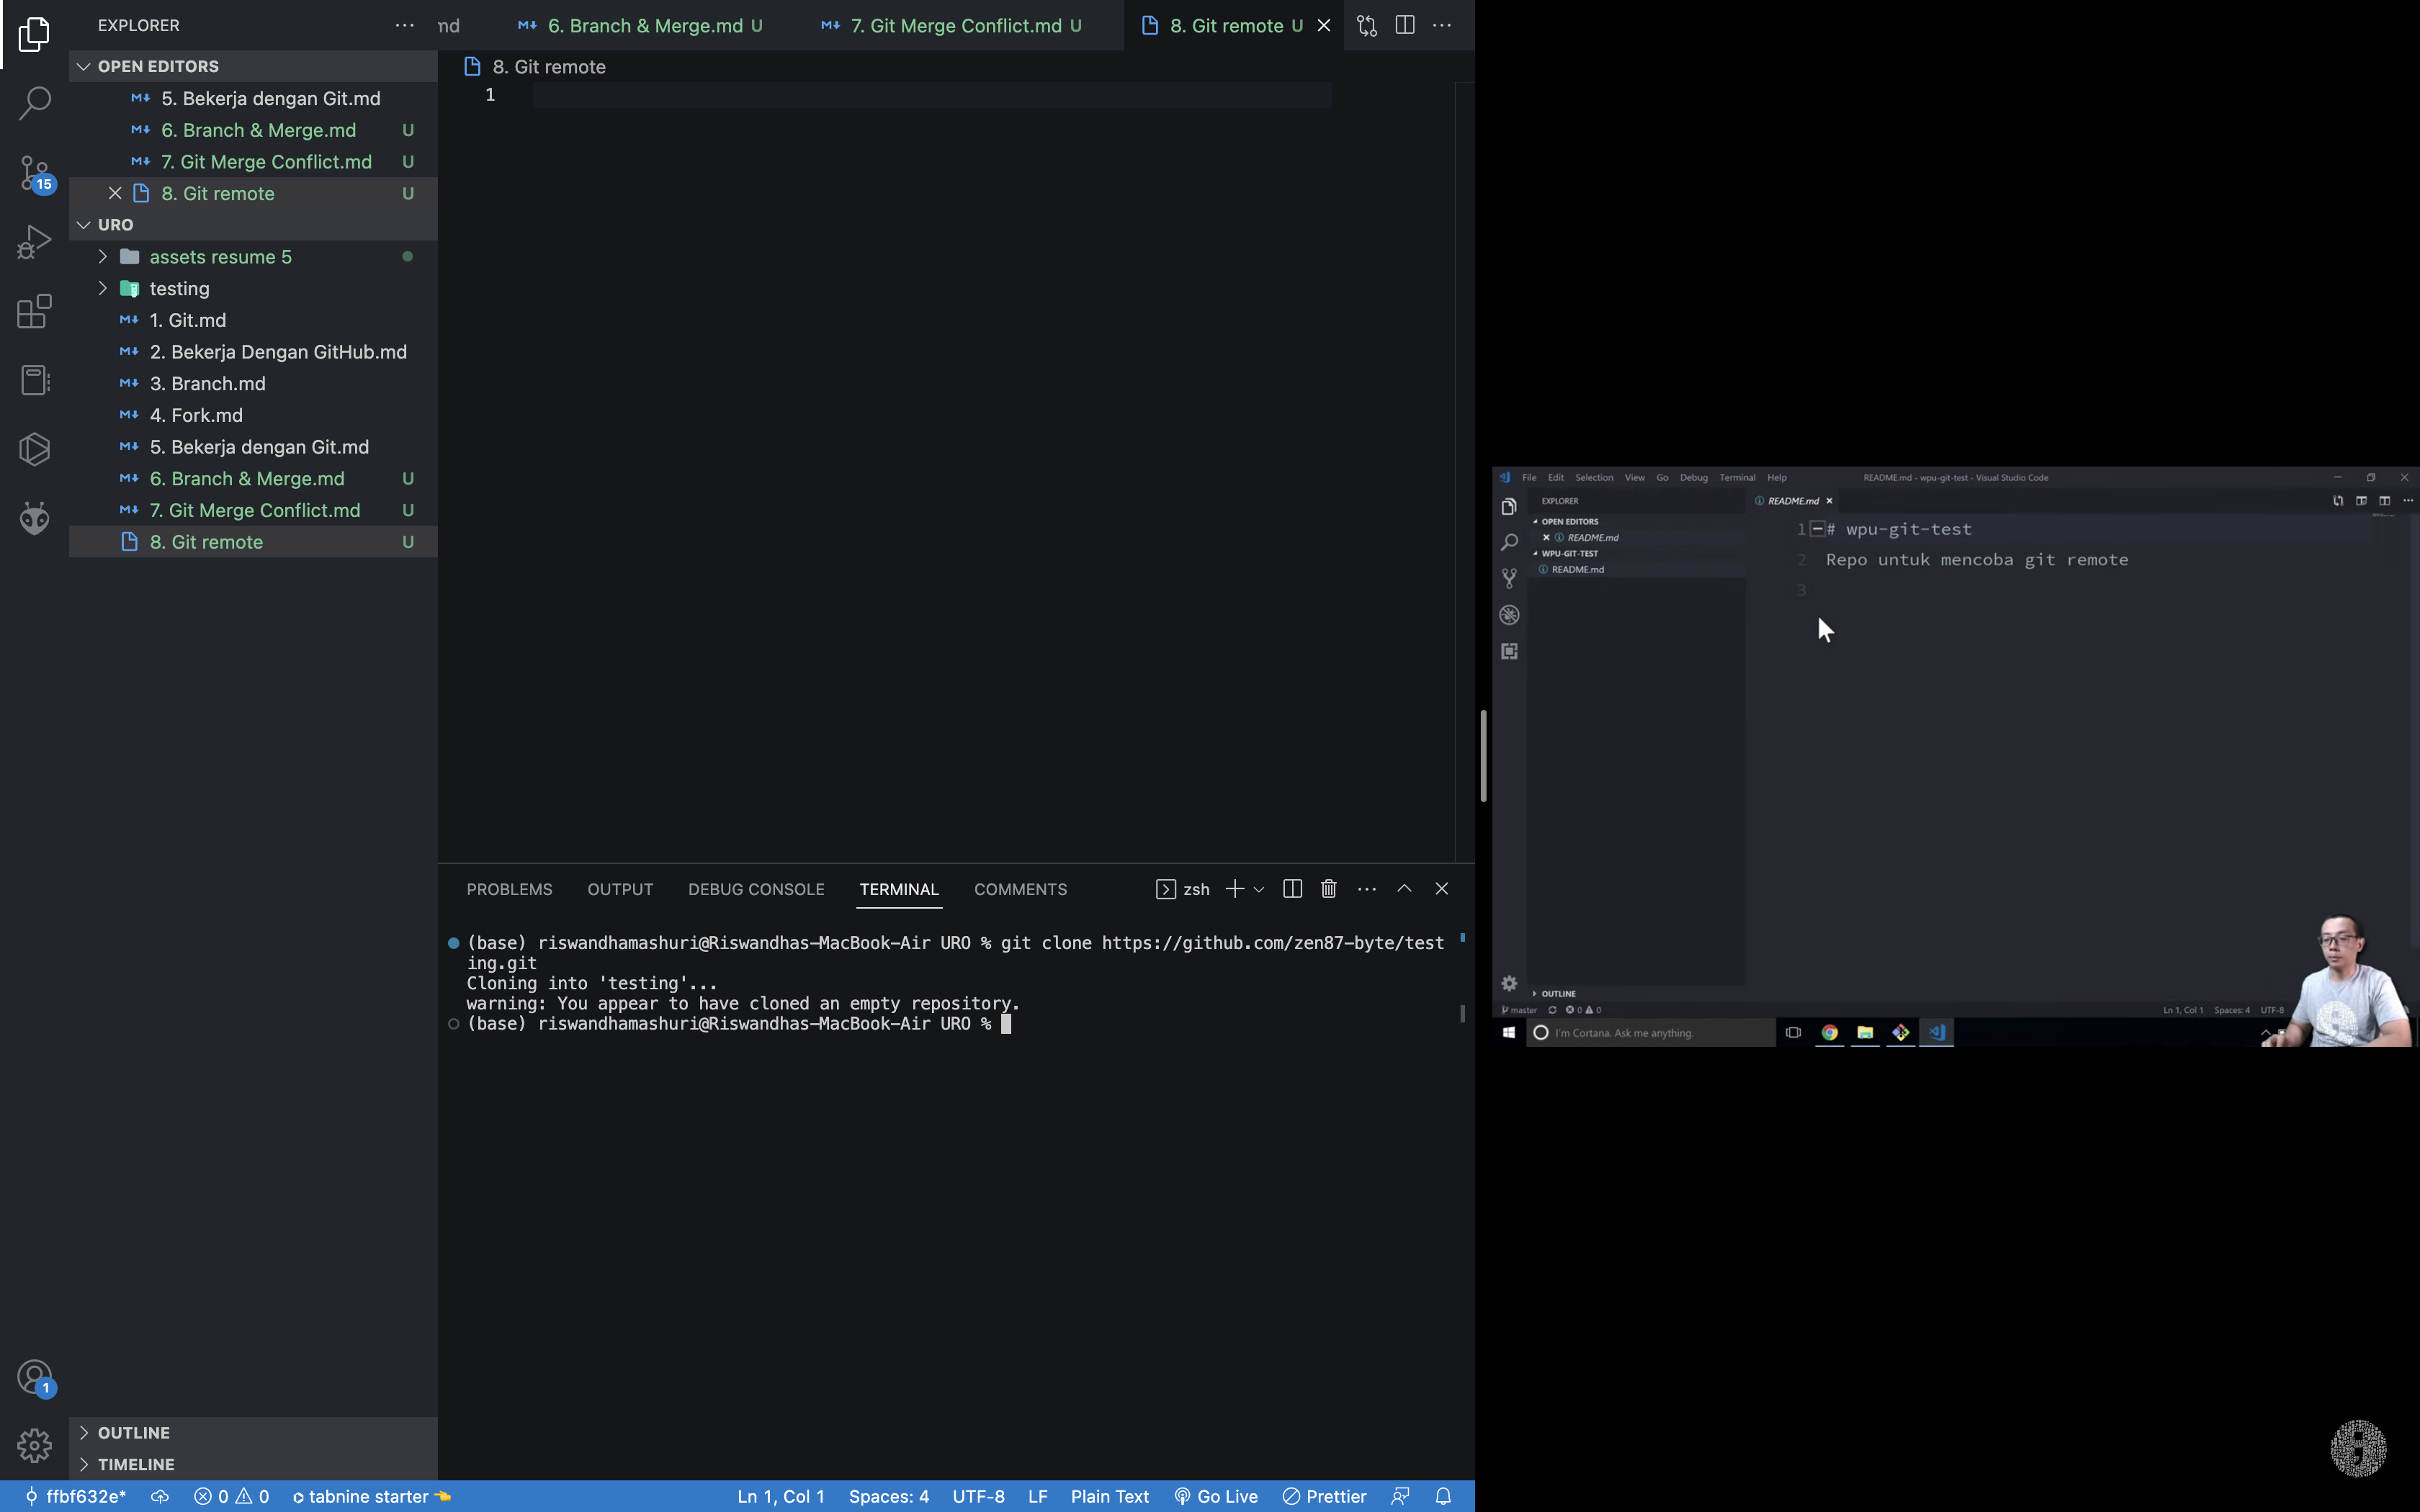 EXPLORER
OPEN EDITORS
5. Bekerja dengan Git.md
6. Branch & Merge.md U
7. Git Merge Conflict.md U
8. Git remote U
URO
assets resume 5
testing
1. Git.md
2. Bekerja Dengan GitHub.md
3. Branch.md
4. Fork.md
5. Bekerja dengan Git.md
6. Branch & Merge.md U
7. Git Merge Conflict.md U
8. Git remote U
OUTLINE
TIMELINE
15
1
md 6. Branch & Merge.md U 7. Git Merge Conflict.md U 8. Git remote U
8. Git remote
1
PROBLEMS OUTPUT DEBUG CONSOLE TERMINAL COMMENTS zsh
(base) riswandhamashuri@Riswandhas-MacBook-Air URO % git clone https://github.com/zen87-byte/test
ing.git
Cloning into 'testing'...
warning: You appear to have cloned an empty repository.
(base) riswandhamashuri@Riswandhas-MacBook-Air URO %
ffbf632e* 0 0 tabnine starter Ln 1, Col 1 Spaces: 4 UTF-8 LF Plain Text Go Live Prettier
File Edit Selection View Go Debug Terminal Help README.md - wpu-git-test - Visual Studio Code
EXPLORER
OPEN EDITORS
README.md
WPU-GIT-TEST
README.md
OUTLINE
README.md
1 # wpu-git-test
2 Repo untuk mencoba git remote
3
master 0 0 Ln 1, Col 1 Spaces: 4 UTF-8
I'm Cortana. Ask me anything.